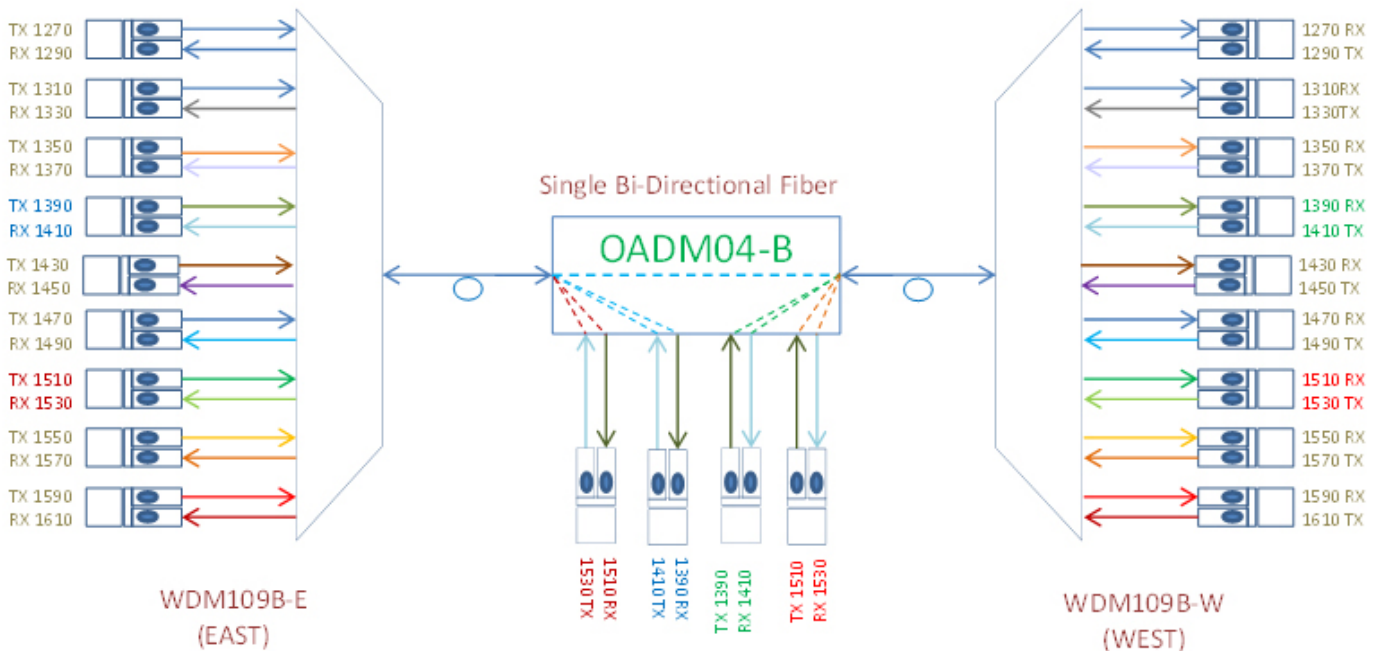 TX 1270
RX 1290
TX 1310
RX 1330
TX 1350
RX 1370
TX 1390
RX 1410
TX 1430
RX 1450
TX 1470
RX 1490
TX 1510
RX 1530
TX 1550
RX 1570
TX 1590
RX 1610
WDM109B-E
(EAST)
Single Bi-Directional Fiber
OADM04-B
1530 TX
1510 RX
1410 TX
1390 RX
TX 1390
RX 1410
TX 1510
RX 1530
1270 RX
1290 TX
1310RX
1330TX
1350 RX
1370 TX
1390 RX
1410 TX
1430 RX
1450 TX
1470 RX
1490 TX
1510 RX
1530 TX
1550 RX
1570 TX
1590 RX
1610 TX
WDM109B-W
(WEST)